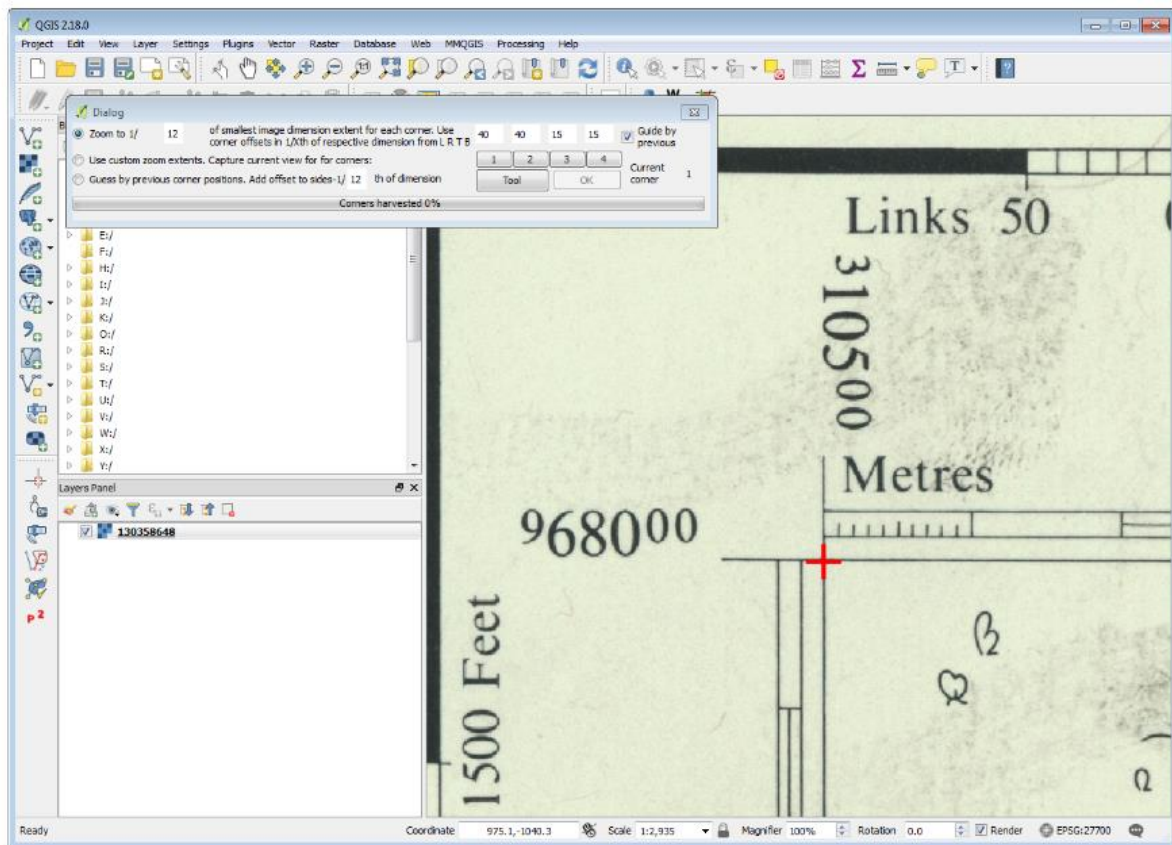 QGIS 2.18.0
Project Edit View Layer Settings Plugins Vector Raster Database Web MMQGIS Processing Help
Dialog
Zoom to 1/ 12 of smallest image dimension extent for each corner. Use corner offsets in 1/Xth of respective dimension from L R T B 40 40 15 15 Guide by previous
Use custom zoom extents. Capture current view for for corners: 1 2 3 4
Guess by previous corner positions. Add offset to sides-1/ 12 th of dimension Tool OK Current corner 1
Corners harvested 0%
E:/
F:/
H:/
I:/
J:/
K:/
O:/
R:/
S:/
T:/
U:/
V:/
W:/
X:/
Y:/
Layers Panel
130358648
Links 50
310500
Metres
968000
1500 Feet
Ready Coordinate 975.1,-1040.3 Scale 1:2,935 Magnifier 100% Rotation 0.0 Render EPSG:27700